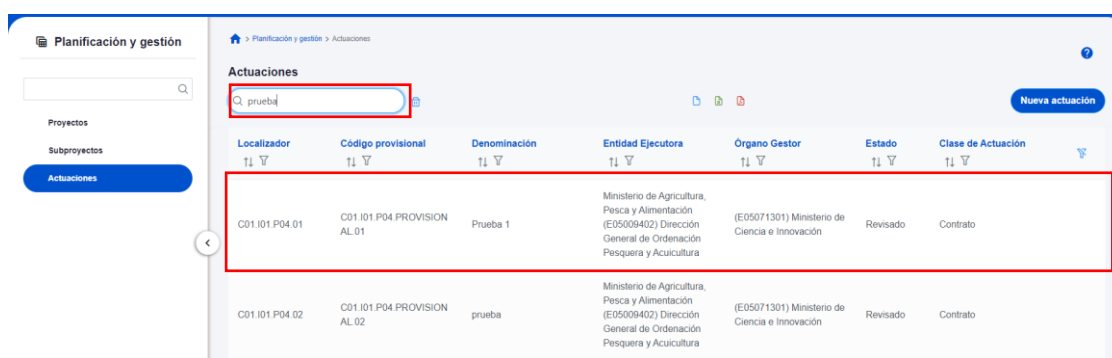 Planificación y gestión
> Planificación y gestión > Actuaciones
?
Actuaciones
prueba
Nueva actuación
Proyectos
Subproyectos
Actuaciones
Localizador
Código provisional
Denominación
Entidad Ejecutora
Órgano Gestor
Estado
Clase de Actuación
C01.I01.P04.01
C01.I01.P04.PROVISION
AL.01
Prueba 1
Ministerio de Agricultura,
Pesca y Alimentación
(E05009402) Dirección
General de Ordenación
Pesquera y Acuicultura
(E05071301) Ministerio de
Ciencia e Innovación
Revisado
Contrato
C01.I01.P04.02
C01.I01.P04.PROVISION
AL.02
prueba
Ministerio de Agricultura,
Pesca y Alimentación
(E05009402) Dirección
General de Ordenación
Pesquera y Acuicultura
(E05071301) Ministerio de
Ciencia e Innovación
Revisado
Contrato